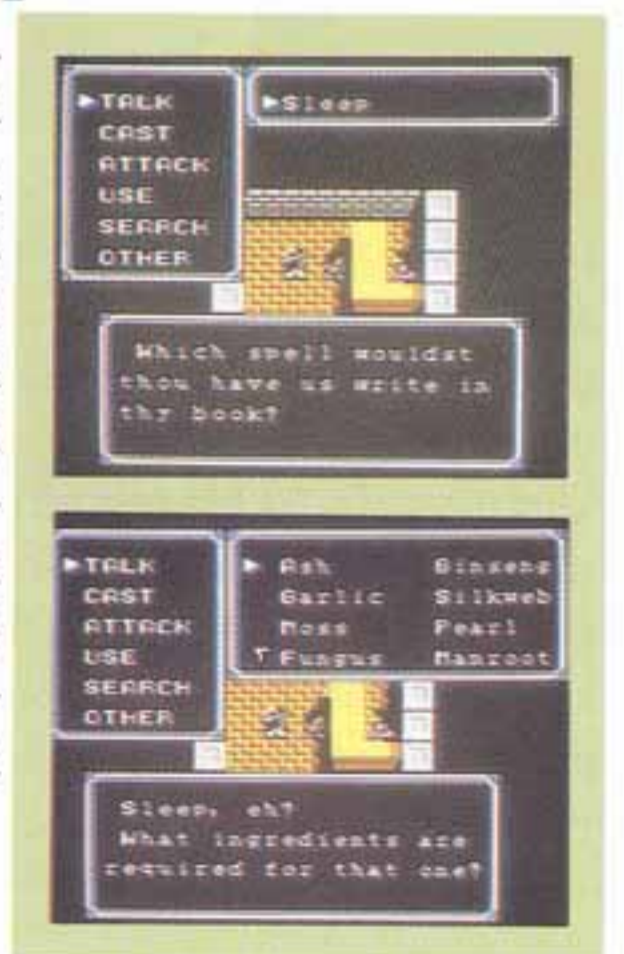 TALK
CAST
ATTACK
USE
SEARCH
OTHER
Sleep
Which spell wouldst
thou have us write in
thy book?
TALK
CAST
ATTACK
USE
SEARCH
OTHER
Ash Ginseng
Garlic Silkweb
Moss Pearl
Fungus Manroot
Sleep, eh?
What ingredients are
required for that one?